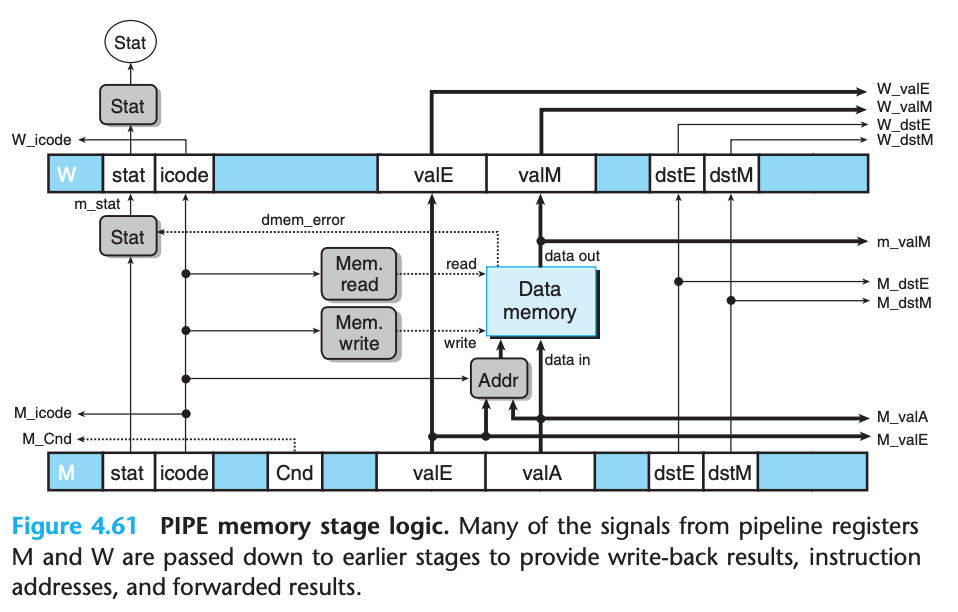 Stat
Stat
W_valE
W_valM
W_dstE
W_dstM
W_icode
W stat icode valE valM dstE dstM
m_stat
dmem_error
Stat
m_valM
data out
Mem.
read
read
Data
memory
M_dstE
M_dstM
Mem.
write
write
data in
Addr
M_icode
M_valA
M_Cnd
M_valE
M stat icode Cnd valE valA dstE dstM
Figure 4.61 PIPE memory stage logic. Many of the signals from pipeline registers
M and W are passed down to earlier stages to provide write-back results, instruction
addresses, and forwarded results.